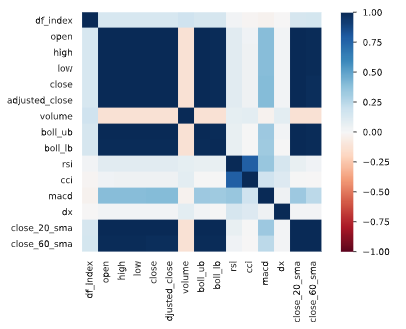 df_index
open
high
low
close
adjusted_close
volume
boll_ub
boll_lb
rsi
cci
macd
dx
close_20_sma
close_60_sma
df_index
open
high
low
close
djusted_close
volume
boll_ub
boll_lb
rsi
cci
macd
dx
close_20_sma
close_60_sma
1.00
0.75
0.50
0.25
0.00
−0.25
−0.50
−0.75
−1.00